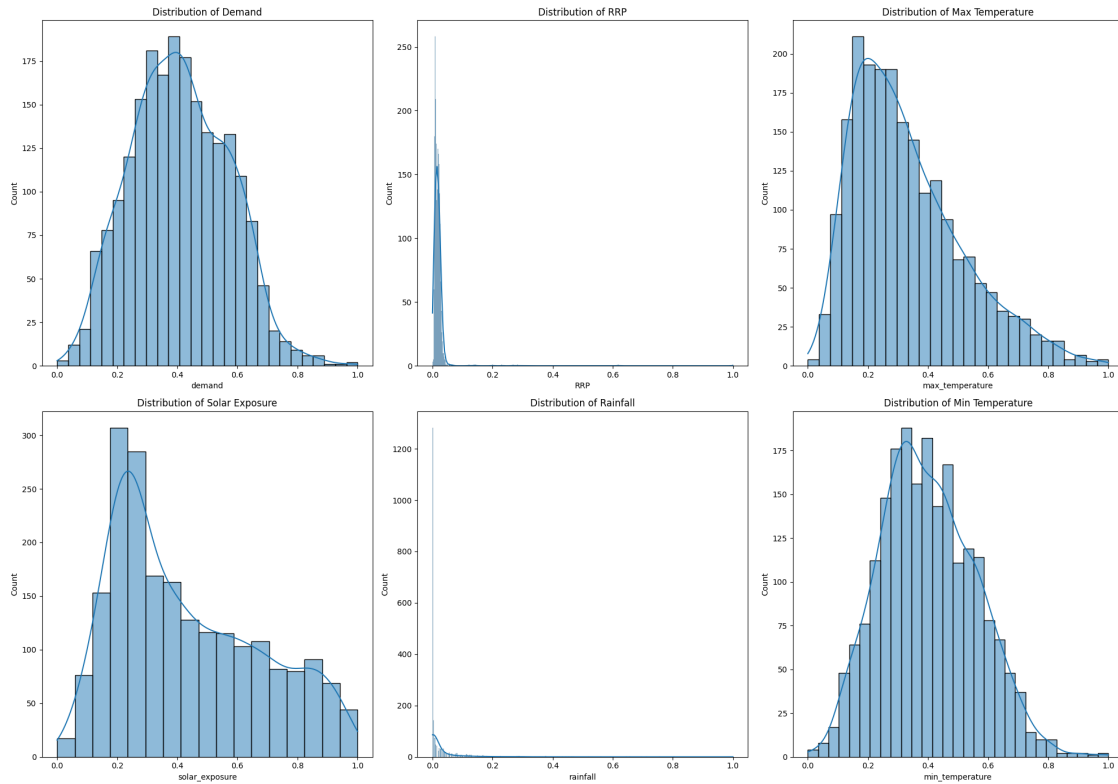 Distribution of Demand
Count
175
150
125
100
75
50
25
0
0.0 0.2 0.4 0.6 0.8 1.0
demand
Distribution of RRP
Count
250
200
150
100
50
0
0.0 0.2 0.4 0.6 0.8 1.0
RRP
Distribution of Max Temperature
Count
200
175
150
125
100
75
50
25
0
0.0 0.2 0.4 0.6 0.8 1.0
max_temperature
Distribution of Solar Exposure
Count
300
250
200
150
100
50
0
0.0 0.2 0.4 0.6 0.8 1.0
solar_exposure
Distribution of Rainfall
Count
1200
1000
800
600
400
200
0
0.0 0.2 0.4 0.6 0.8 1.0
rainfall
Distribution of Min Temperature
Count
175
150
125
100
75
50
25
0
0.0 0.2 0.4 0.6 0.8 1.0
min_temperature